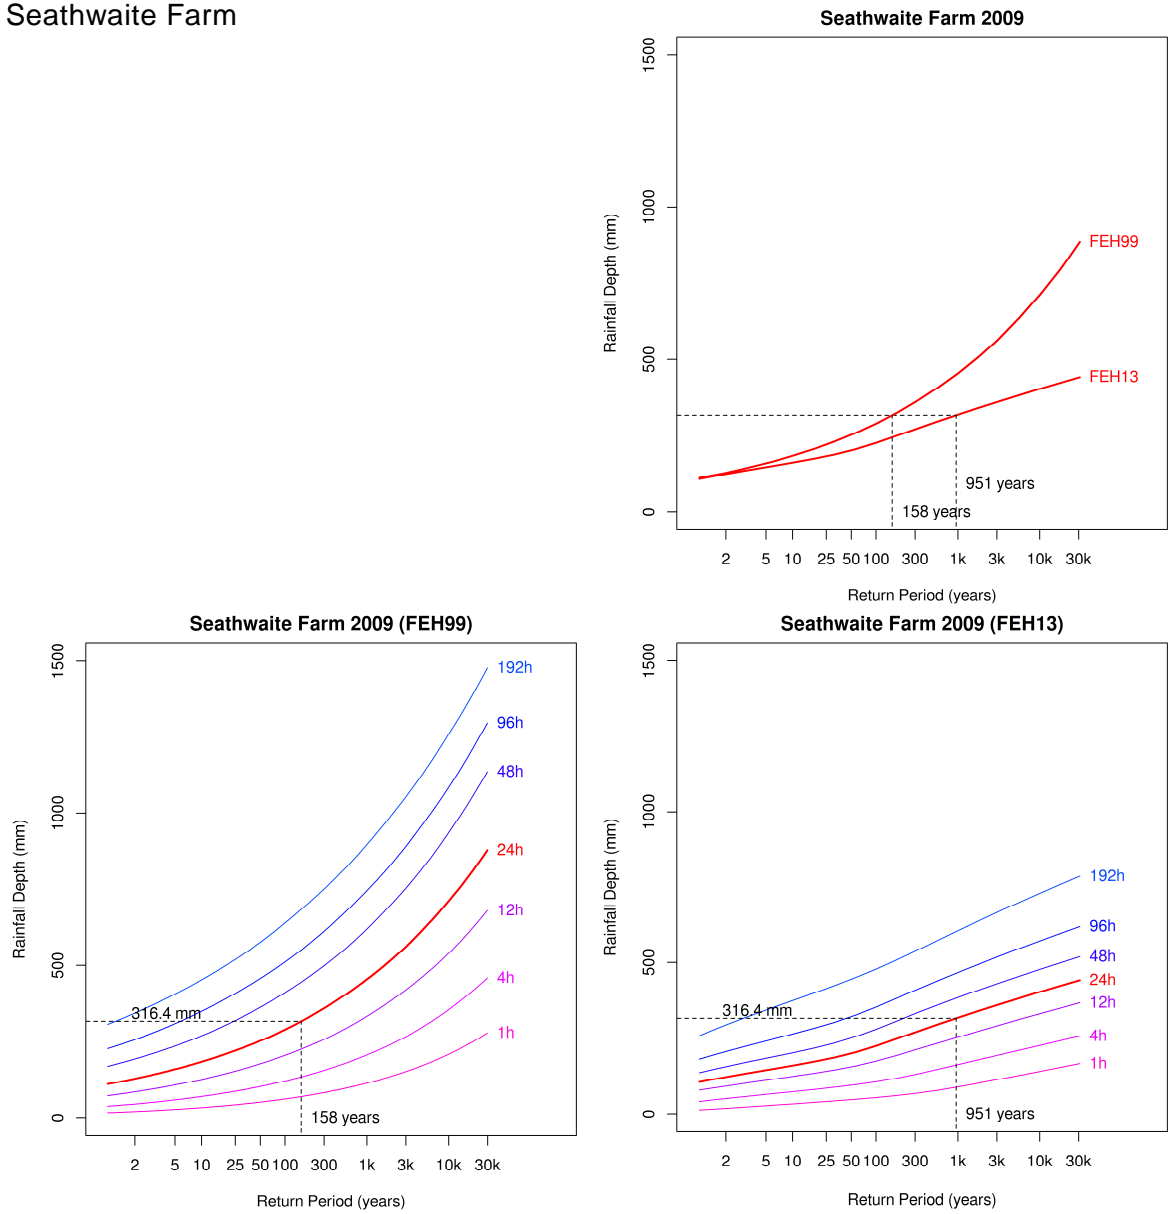 Seathwaite Farm
Seathwaite Farm 2009
Rainfall Depth (mm)
1500
1000
500
0
FEH99
FEH13
951 years
158 years
2 5 10 25 50 100 300 1k 3k 10k 30k
Return Period (years)
Seathwaite Farm 2009 (FEH99)
Rainfall Depth (mm)
1500
1000
500
0
192h
96h
48h
24h
12h
4h
1h
316.4 mm
158 years
2 5 10 25 50 100 300 1k 3k 10k 30k
Return Period (years)
Seathwaite Farm 2009 (FEH13)
Rainfall Depth (mm)
1500
1000
500
0
192h
96h
48h
24h
12h
4h
1h
316.4 mm
951 years
2 5 10 25 50 100 300 1k 3k 10k 30k
Return Period (years)